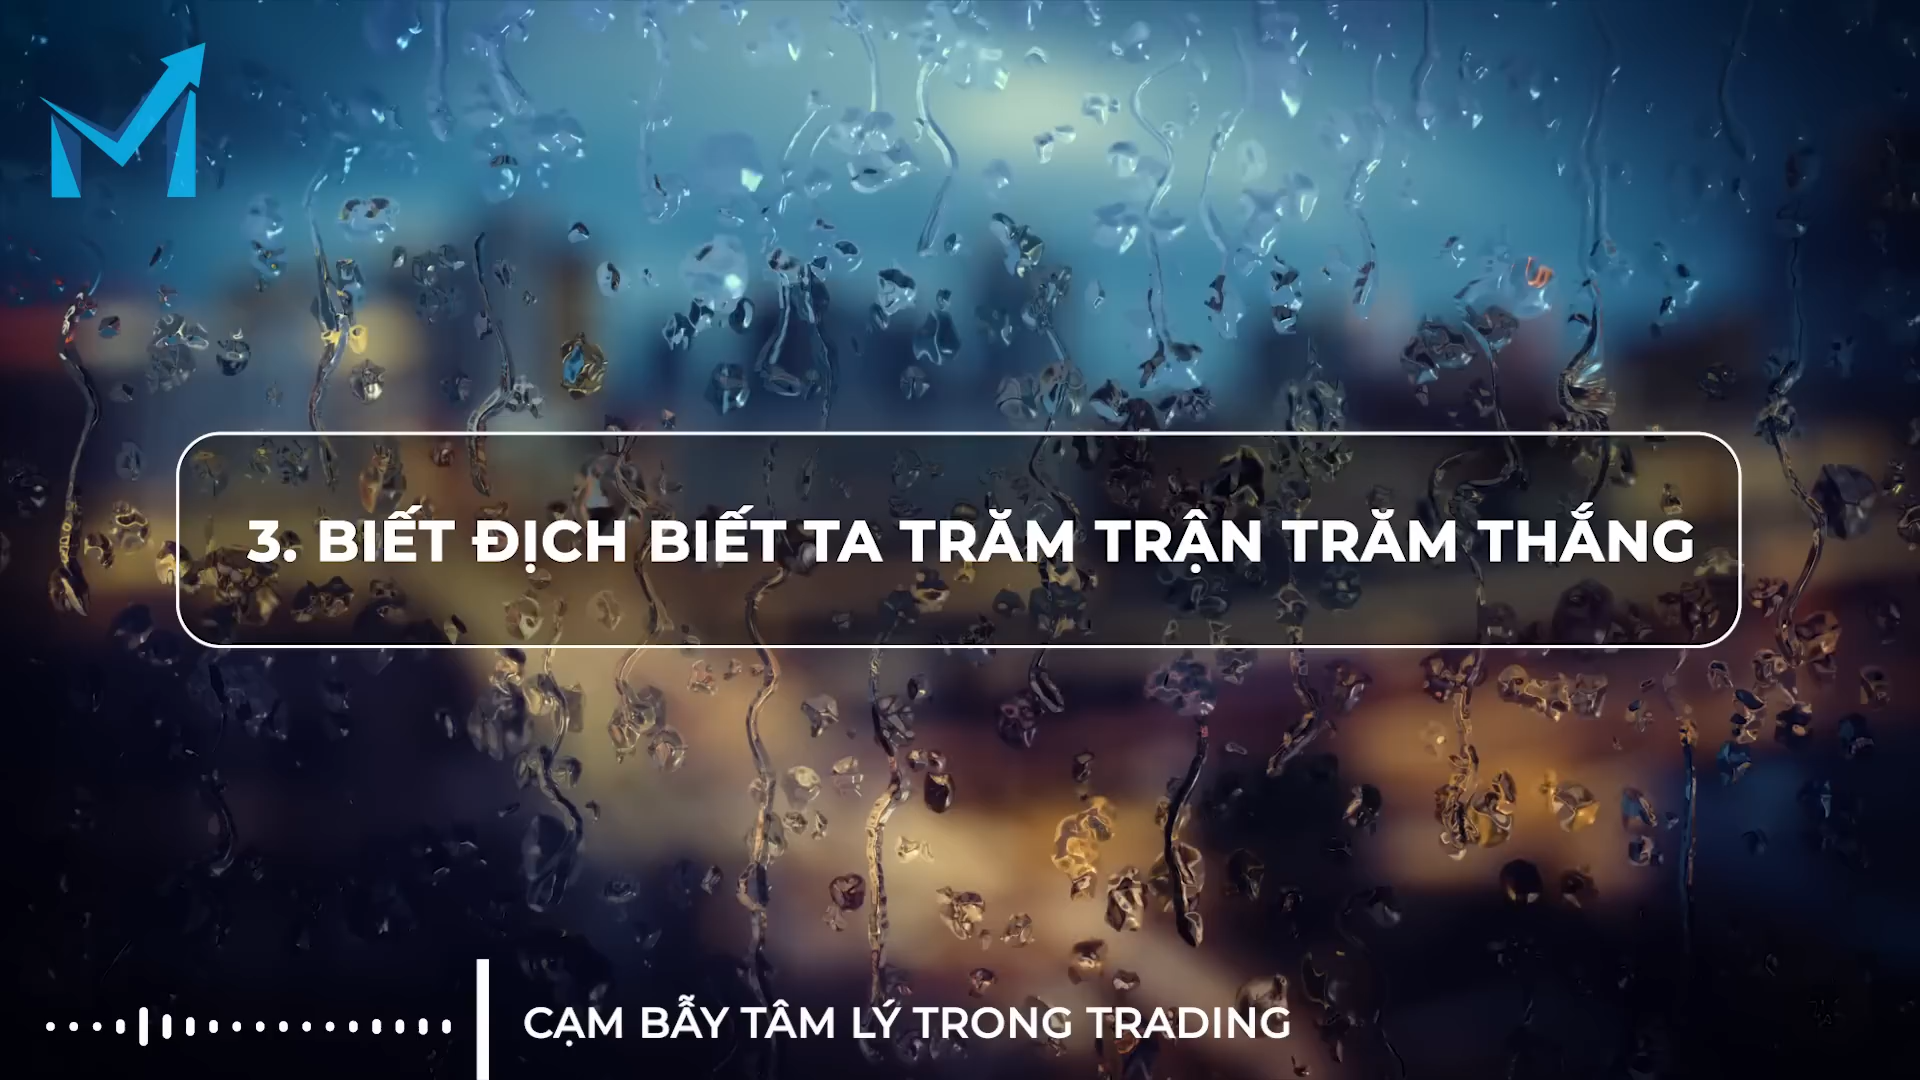 3. BIẾT ĐỊCH BIẾT TA TRĂM TRẬN TRĂM THẮNG
CẠM BẪY TÂM LÝ TRONG TRADING